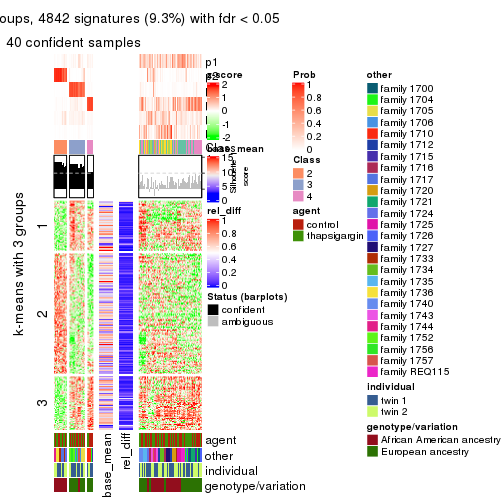 oups, 4842 signatures (9.3%) with fdr < 0.05
40 confident samples
p1
z-score
2
1
0
-1
-2
Class
base_mean
15
10
5
0
Silhouette
score
rel_diff
1
0.8
0.6
0.4
0.2
0
Status (barplots)
confident
ambiguous
Prob
1
0.8
0.6
0.4
0.2
0
Class
2
3
4
agent
control
thapsigargin
other
family 1700
family 1704
family 1705
family 1706
family 1710
family 1712
family 1715
family 1716
family 1717
family 1720
family 1721
family 1724
family 1725
family 1726
family 1727
family 1733
family 1734
family 1735
family 1736
family 1740
family 1743
family 1744
family 1752
family 1756
family 1757
family REQ115
individual
twin 1
twin 2
genotype/variation
African American ancestry
European ancestry
k-means with 3 groups
1
2
3
base_mean
rel_diff
agent
other
individual
genotype/variation